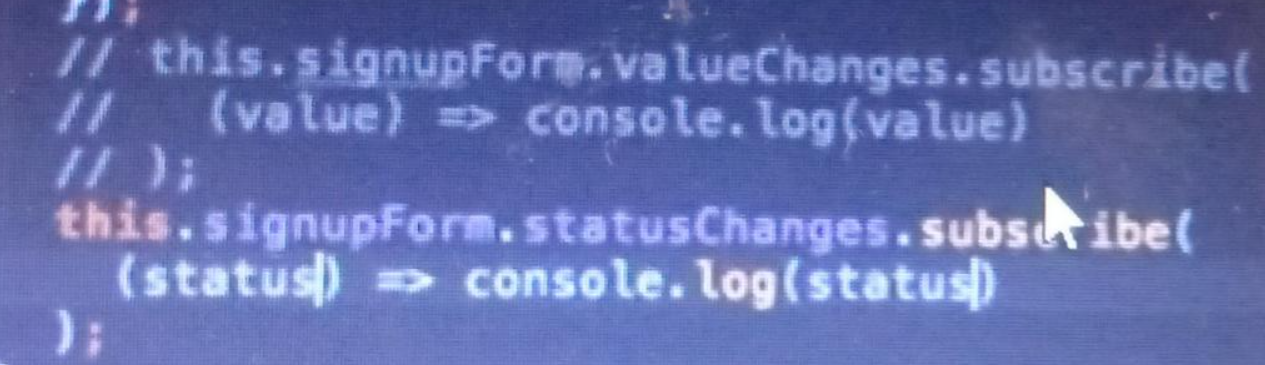 });
// this.signupForm.valueChanges.subscribe(
//   (value) => console.log(value)
// );
this.signupForm.statusChanges.subscribe(
  (status) => console.log(status)
);